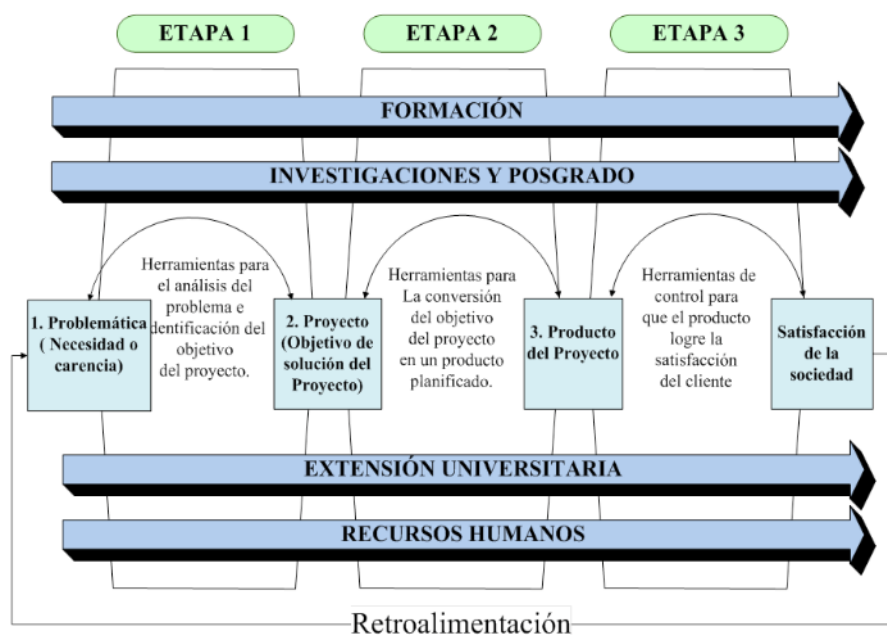 ETAPA 1
ETAPA 2
ETAPA 3
FORMACIÓN
INVESTIGACIONES Y POSGRADO
1. Problemática
( Necesidad o
carencia)
Herramientas para
el análisis del
problema e
dentificación del
objetivo
del proyecto.
2. Proyecto
(Objetivo de
solución del
Proyecto)
Herramientas para
La conversión
del objetivo
del proyecto
en un producto
planificado.
3. Producto
del Proyecto
Herramientas de
control para
que el producto
logre la
satisfacción
del cliente
Satisfacción
de la
sociedad
EXTENSIÓN UNIVERSITARIA
RECURSOS HUMANOS
Retroalimentación